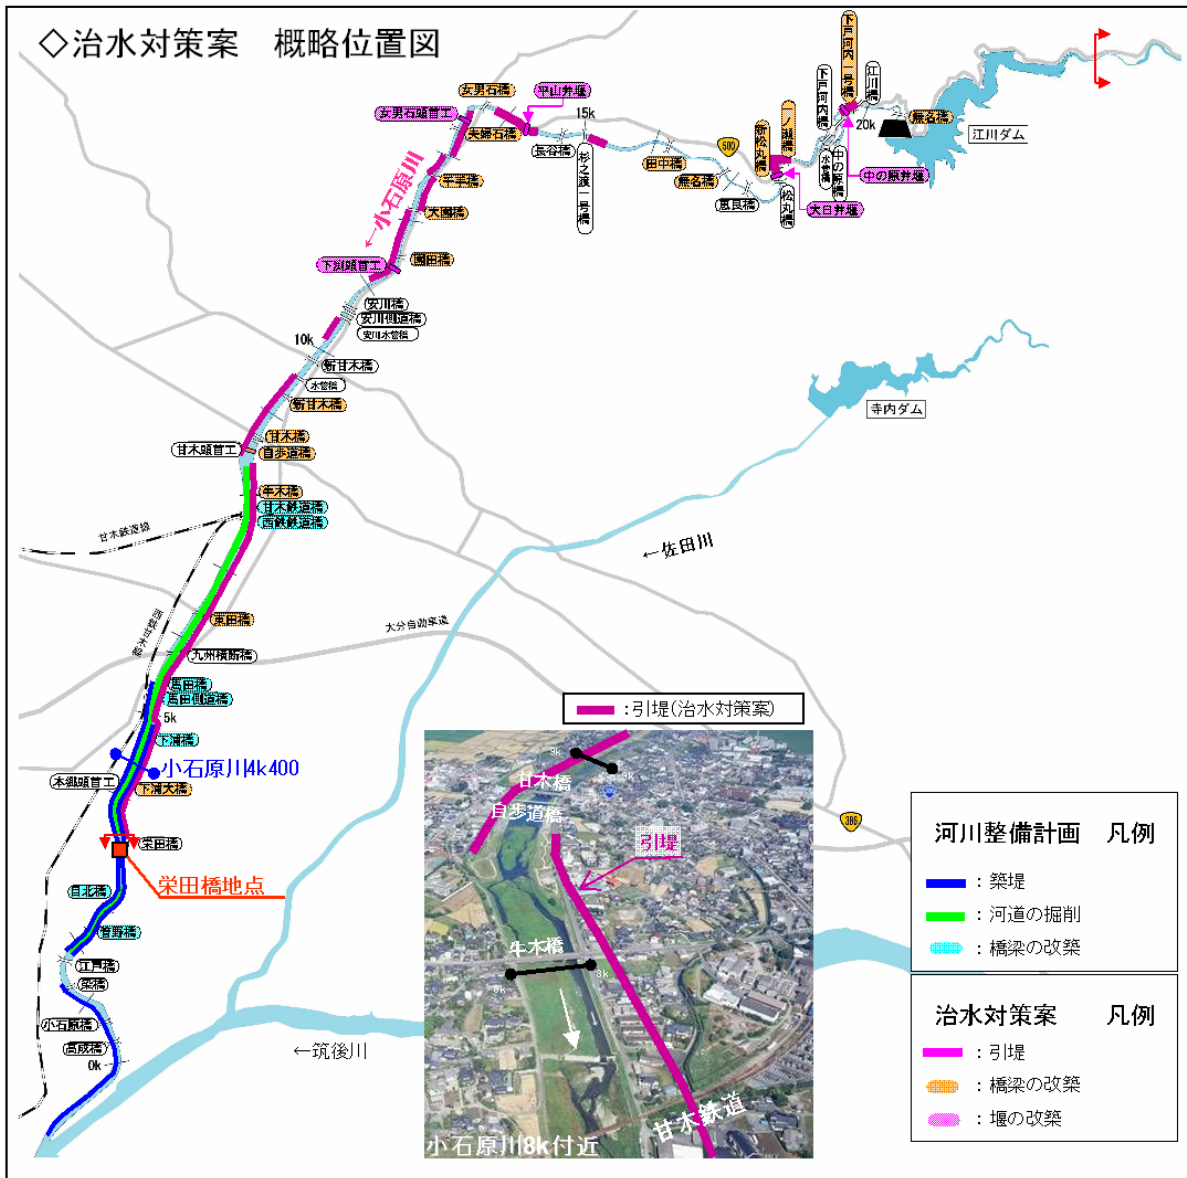 ◇治水対策案 概略位置図
女男石橋
平山井堰
女男石頭首工
夫婦石橋
15k
長谷橋
杉之渡一号橋
田中橋
無名橋
500
恵良橋
新松丸橋
一ノ瀬橋
松丸橋
大日井堰
下戸河内橋
下戸河内一号橋
江川橋
20k
無名橋
江川ダム
水管橋
中の原橋
中の原井堰
←小石原川
千手橋
大園橋
園田橋
下渕頭首工
安川橋
安川側道橋
安川水管橋
10k
新甘木橋
水管橋
新甘木橋
甘木橋
甘木頭首工
自歩道橋
牛木橋
甘木鉄道橋
西鉄鉄道橋
甘木鉄道線
西鉄甘木線
寺内ダム
←佐田川
大分自動車道
東田橋
九州横断橋
馬田橋
馬田側道橋
5k
下浦橋
小石原川4k400
本郷頭首工
下浦大橋
栄田橋
栄田橋地点
自北橋
菅野橋
江戸橋
染橋
小石原橋
高成橋
0k
←筑後川
386
:引堤(治水対策案)
9k
9k
甘木橋
自歩道橋
引堤
牛木橋
8k
8k
甘木鉄道
小石原川8k付近
河川整備計画 凡例
:築堤
:河道の掘削
:橋梁の改築
治水対策案 凡例
:引堤
:橋梁の改築
:堰の改築